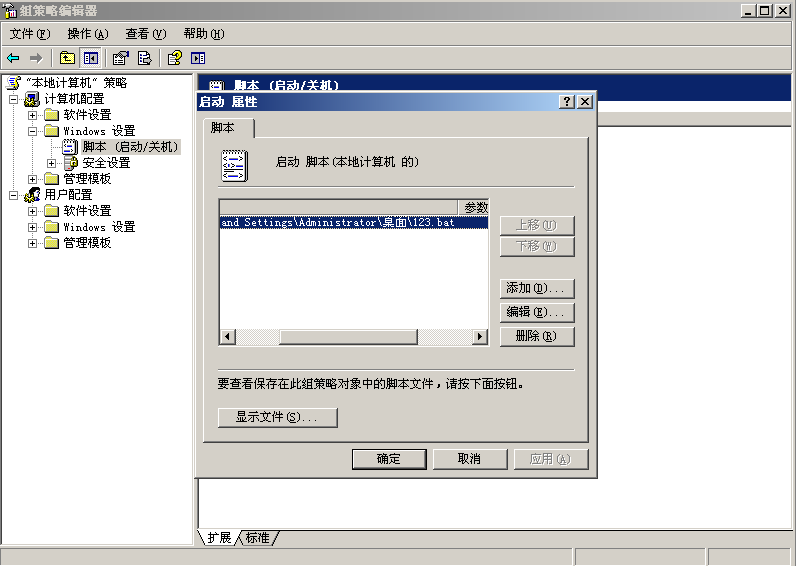 组策略编辑器
文件(F) 操作(A) 查看(V) 帮助(H)
"本地计算机" 策略
计算机配置
软件设置
Windows 设置
脚本 (启动/关机)
安全设置
管理模板
用户配置
软件设置
Windows 设置
管理模板
脚本 (启动/关机)
启动 属性
脚本
启动 脚本(本地计算机 的)
参数
and Settings\Administrator\桌面\123.bat
上移(U)
下移(W)
添加(D)...
编辑(E)...
删除(R)
要查看保存在此组策略对象中的脚本文件，请按下面按钮。
显示文件(S)...
确定 取消 应用(A)
扩展 标准